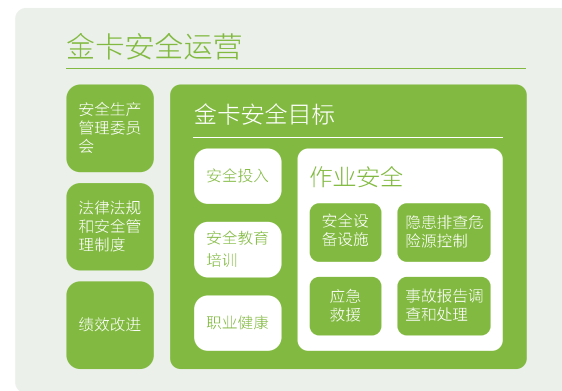 金卡安全运营
安全生产
管理委员
会
法律法规
和安全管
理制度
绩效改进
金卡安全目标
安全投入
安全教育
培训
职业健康
作业安全
安全设
备设施
隐患排查危
险源控制
应急
救援
事故报告调
查和处理